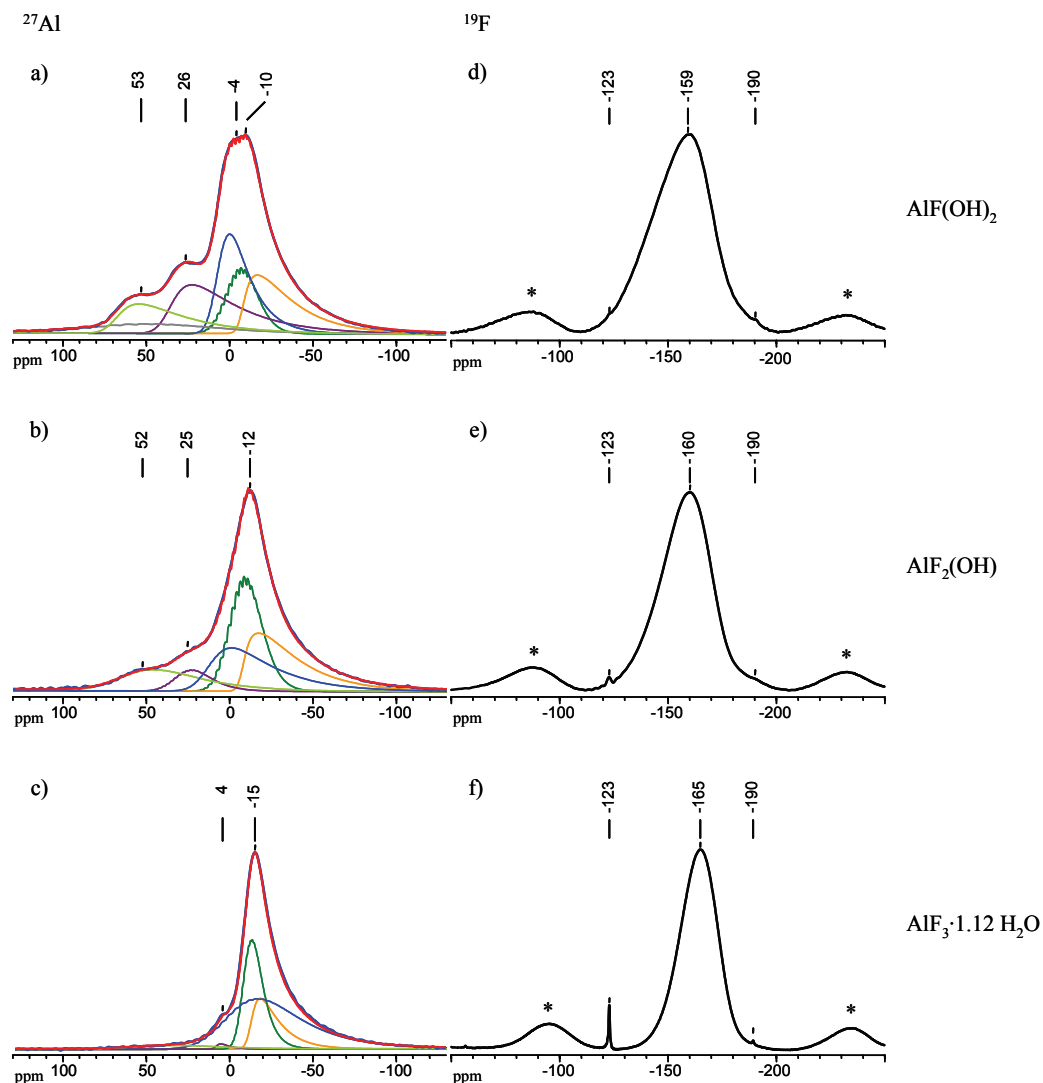 ²⁷Al
¹⁹F
a)
53
26
-4
-10
100
50
0
-50
-100
ppm
d)
-123
-159
-190
*
*
-100
-150
-200
ppm
AlF(OH)₂
b)
52
25
-12
100
50
0
-50
-100
ppm
e)
-123
-160
-190
*
*
-100
-150
-200
ppm
AlF₂(OH)
c)
4
-15
100
50
0
-50
-100
ppm
f)
-123
-165
-190
*
*
-100
-150
-200
ppm
AlF₃·1.12 H₂O